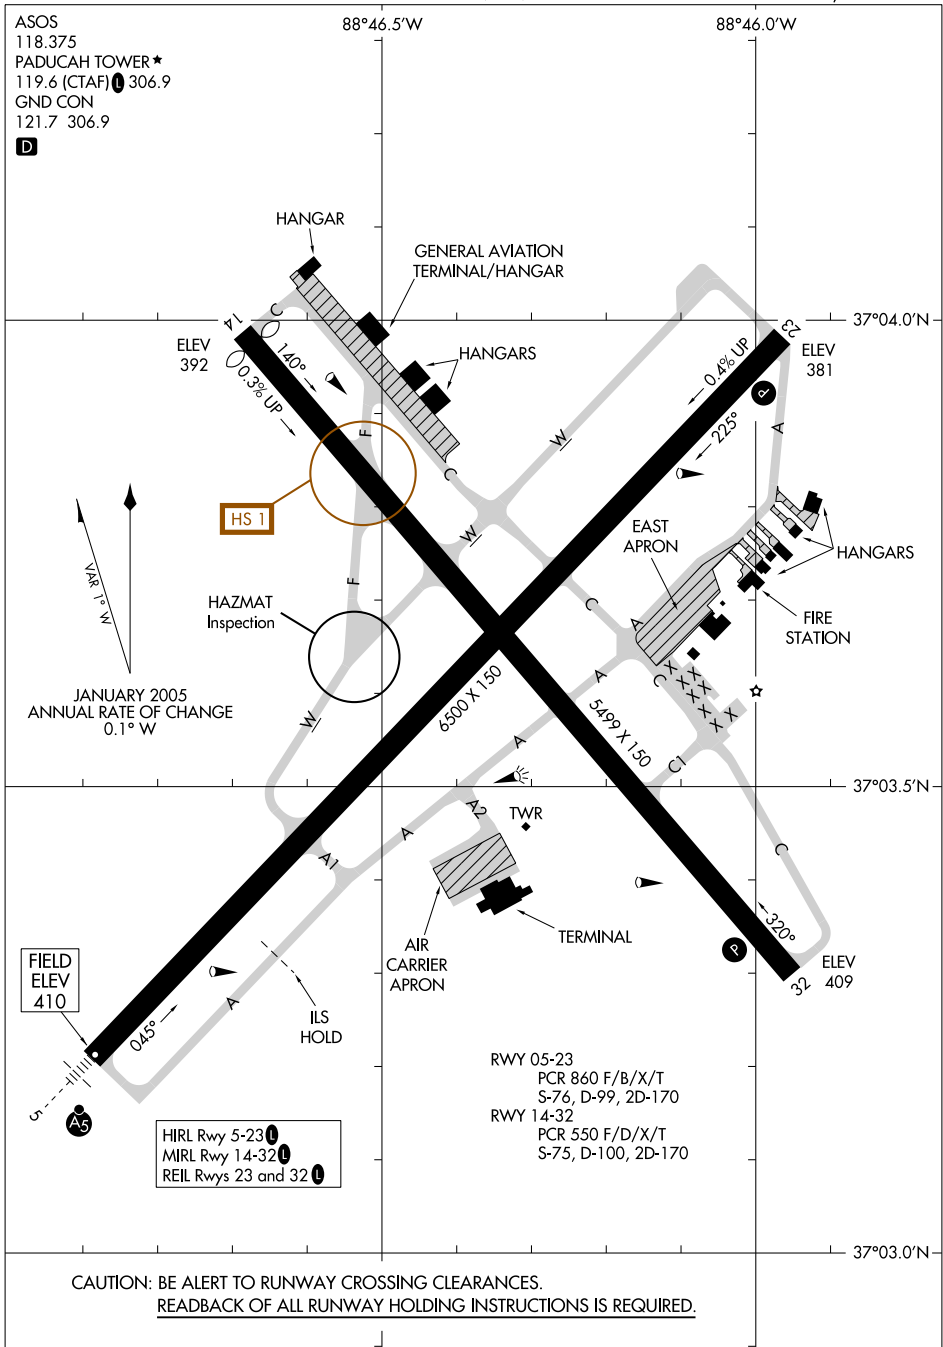 88°46.5'W
88°46.0'W
ASOS
118.375
PADUCAH TOWER★
119.6 (CTAF) L 306.9
GND CON
121.7 306.9
D
HANGAR
GENERAL AVIATION
TERMINAL/HANGAR
14
C
23
37°04.0'N
ELEV
392
140°
0.3% UP
HANGARS
0.4% UP
ELEV
381
P
225°
A
F
W
C
HS 1
W
EAST
APRON
HANGARS
VAR 1° W
F
HAZMAT
Inspection
C
A
FIRE
STATION
A
C
X X X X X X X X X X
JANUARY 2005
ANNUAL RATE OF CHANGE
0.1° W
W
6500 X 150
5499 X 150
A
C1
37°03.5'N
A2
TWR
A
A1
C
320°
TERMINAL
P
AIR
CARRIER
APRON
32
ELEV
409
FIELD
ELEV
410
A
ILS
HOLD
045°
5
A5
RWY 05-23
PCR 860 F/B/X/T
S-76, D-99, 2D-170
RWY 14-32
PCR 550 F/D/X/T
S-75, D-100, 2D-170
HIRL Rwy 5-23 L
MIRL Rwy 14-32 L
REIL Rwys 23 and 32 L
37°03.0'N
CAUTION: BE ALERT TO RUNWAY CROSSING CLEARANCES.
READBACK OF ALL RUNWAY HOLDING INSTRUCTIONS IS REQUIRED.